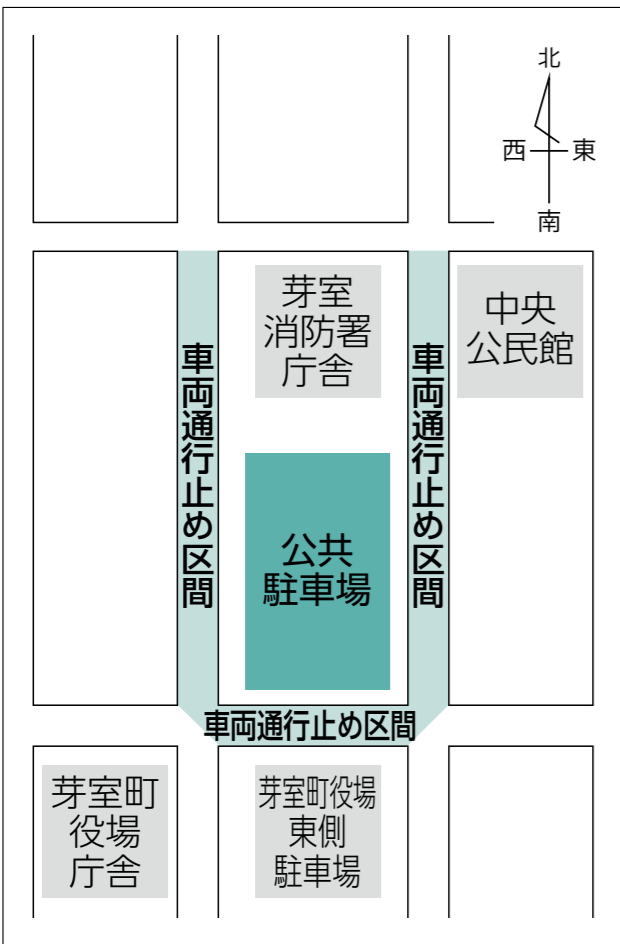 北
西
東
南
芽室
消防署
庁舎
中央
公民館
車両通行止め区間
車両通行止め区間
公共
駐車場
車両通行止め区間
芽室町
役場
庁舎
芽室町役場
東側
駐車場